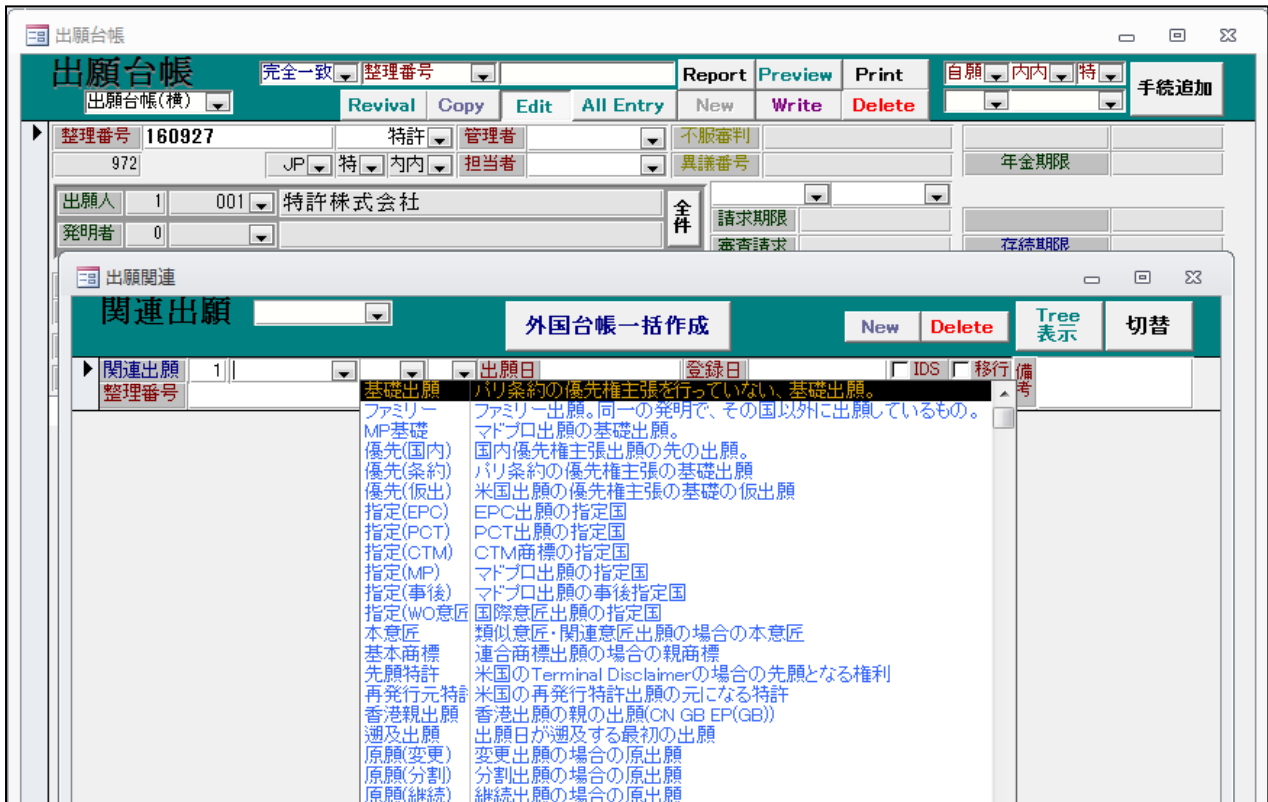 出願台帳
出願台帳 完全一致 整理番号 Report Preview Print 自願 内内 特 手続追加
出願台帳(横) Revival Copy Edit All Entry New Write Delete
整理番号 160927 特許 管理者 不服審判
972 JP 特 内内 担当者 異議番号 年金期限
出願人 1 001 特許株式会社 全件
請求期限
発明者 0 審査請求 存続期限
出願関連
関連出願 外国台帳一括作成 New Delete Tree表示 切替
関連出願 1 出願日 登録日 IDS 移行 備考
整理番号
基礎出願 パリ条約の優先権主張を行っていない、基礎出願。
ファミリー ファミリー出願。同一の発明で、その国以外に出願しているもの。
MP基礎 マドプロ出願の基礎出願。
優先(国内) 国内優先権主張出願の先の出願。
優先(条約) パリ条約の優先権主張の基礎出願
優先(仮出) 米国出願の優先権主張の基礎の仮出願
指定(EPC) EPC出願の指定国
指定(PCT) PCT出願の指定国
指定(CTM) CTM商標の指定国
指定(MP) マドプロ出願の指定国
指定(事後) マドプロ出願の事後指定国
指定(WO意匠 国際意匠出願の指定国
本意匠 類似意匠・関連意匠出願の場合の本意匠
基本商標 連合商標出願の場合の親商標
先願特許 米国のTerminal Disclaimerの場合の先願となる権利
再発行元特許 米国の再発行特許出願の元になる特許
香港親出願 香港出願の親の出願(CN GB EP(GB))
遡及出願 出願日が遡及する最初の出願
原願(変更) 変更出願の場合の原出願
原願(分割) 分割出願の場合の原出願
原願(継続) 継続出願の場合の原出願